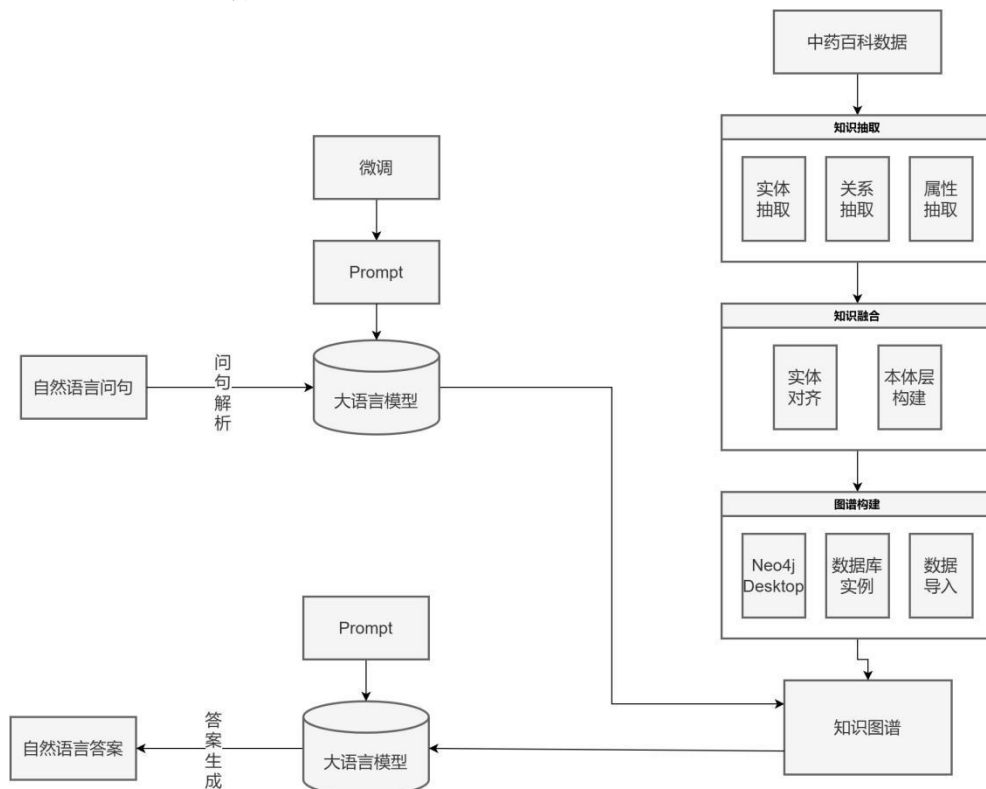 中药百科数据
知识抽取
实体
抽取
关系
抽取
属性
抽取
微调
Prompt
知识融合
实体
对齐
本体层
构建
自然语言问句
问句解析
大语言模型
图谱构建
Neo4j
Desktop
数据库
实例
数据
导入
Prompt
知识图谱
自然语言答案
答案生成
大语言模型